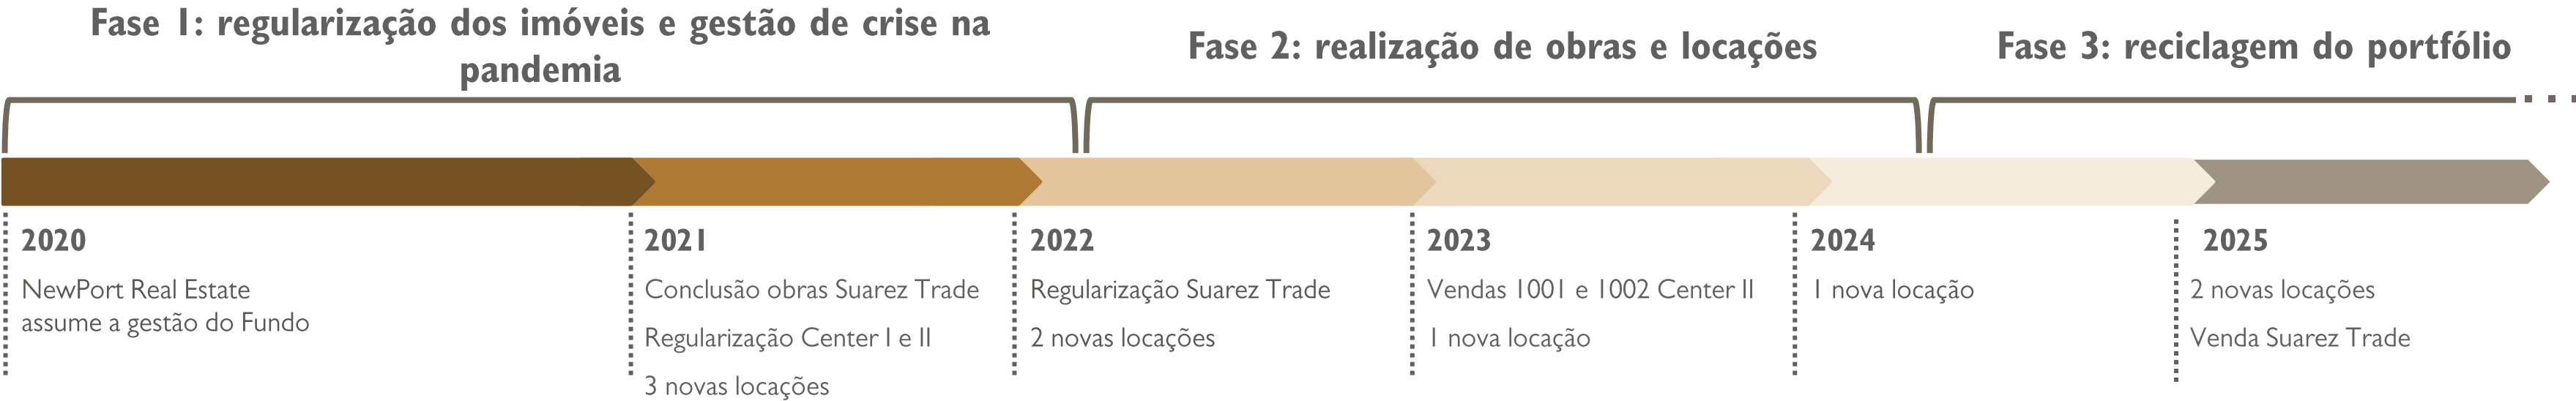 Fase 1: regularização dos imóveis e gestão de crise na
pandemia
Fase 2: realização de obras e locações
Fase 3: reciclagem do portfólio
2020
NewPort Real Estate
assume a gestão do Fundo
2021
Conclusão obras Suarez Trade
Regularização Center I e II
3 novas locações
2022
Regularização Suarez Trade
2 novas locações
2023
Vendas 1001 e 1002 Center II
1 nova locação
2024
1 nova locação
2025
2 novas locações
Venda Suarez Trade